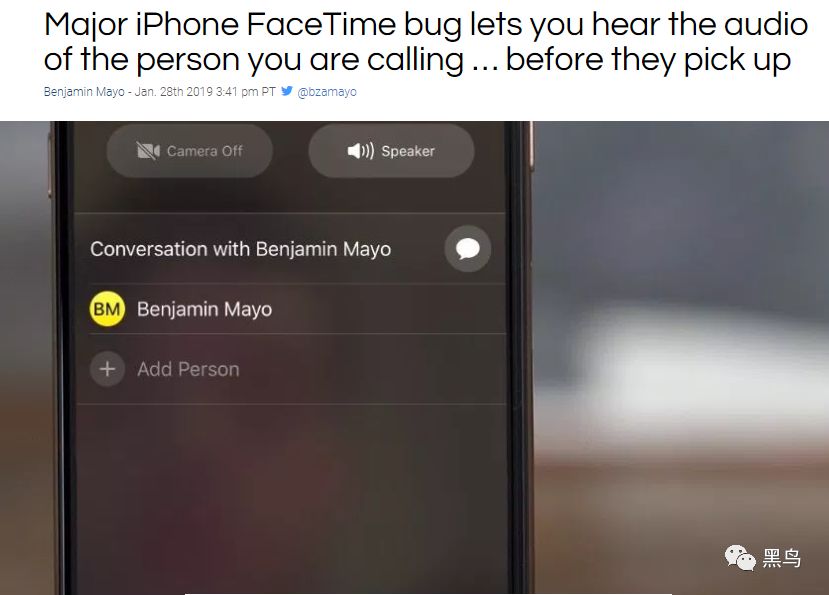 Major iPhone FaceTime bug lets you hear the audio
of the person you are calling … before they pick up
Benjamin Mayo - Jan. 28th 2019 3:41 pm PT @bzamayo
Camera Off
Speaker
Conversation with Benjamin Mayo
BM Benjamin Mayo
+ Add Person
黑鸟